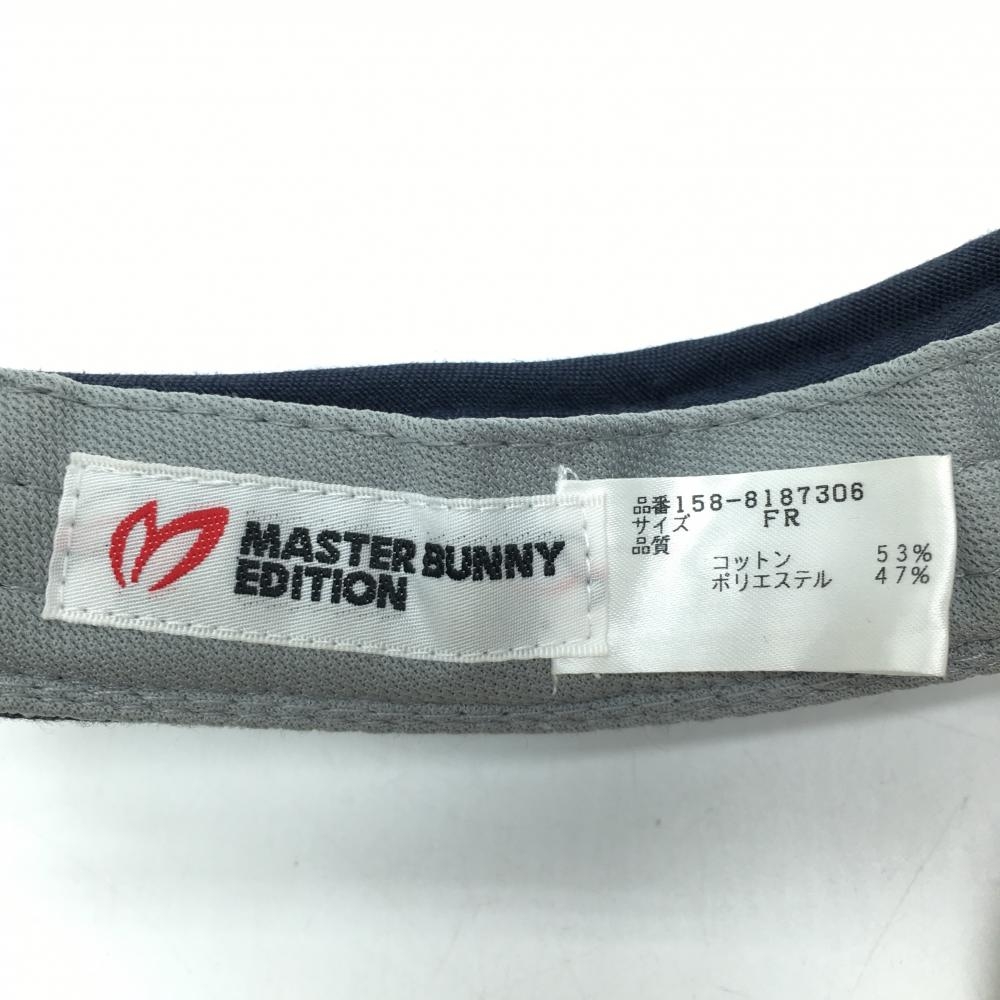 MASTER BUNNY
EDITION
品番158-8187306
サイズ FR
品質
コットン 53%
ポリエステル 47%